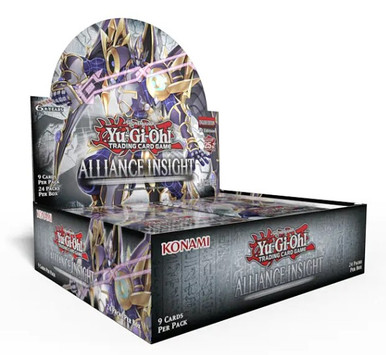 Yu-Gi-Oh!
TRADING CARD GAME
ALLIANCE INSIGHT
9 CARDS
PER PACK
24 PACKS
PER BOX
KONAMI
Yu-Gi-Oh!
TRADING CARD GAME
ALLIANCE INSIGHT
9 CARDS
PER PACK
24 PACKS
PER BOX